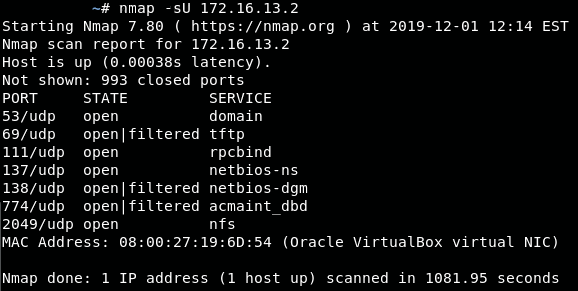 ~# nmap -sU 172.16.13.2
Starting Nmap 7.80 ( https://nmap.org ) at 2019-12-01 12:14 EST
Nmap scan report for 172.16.13.2
Host is up (0.00038s latency).
Not shown: 993 closed ports
PORT     STATE         SERVICE
53/udp   open          domain
69/udp   open|filtered tftp
111/udp  open          rpcbind
137/udp  open          netbios-ns
138/udp  open|filtered netbios-dgm
774/udp  open|filtered acmaint_dbd
2049/udp open          nfs
MAC Address: 08:00:27:19:6D:54 (Oracle VirtualBox virtual NIC)
Nmap done: 1 IP address (1 host up) scanned in 1081.95 seconds